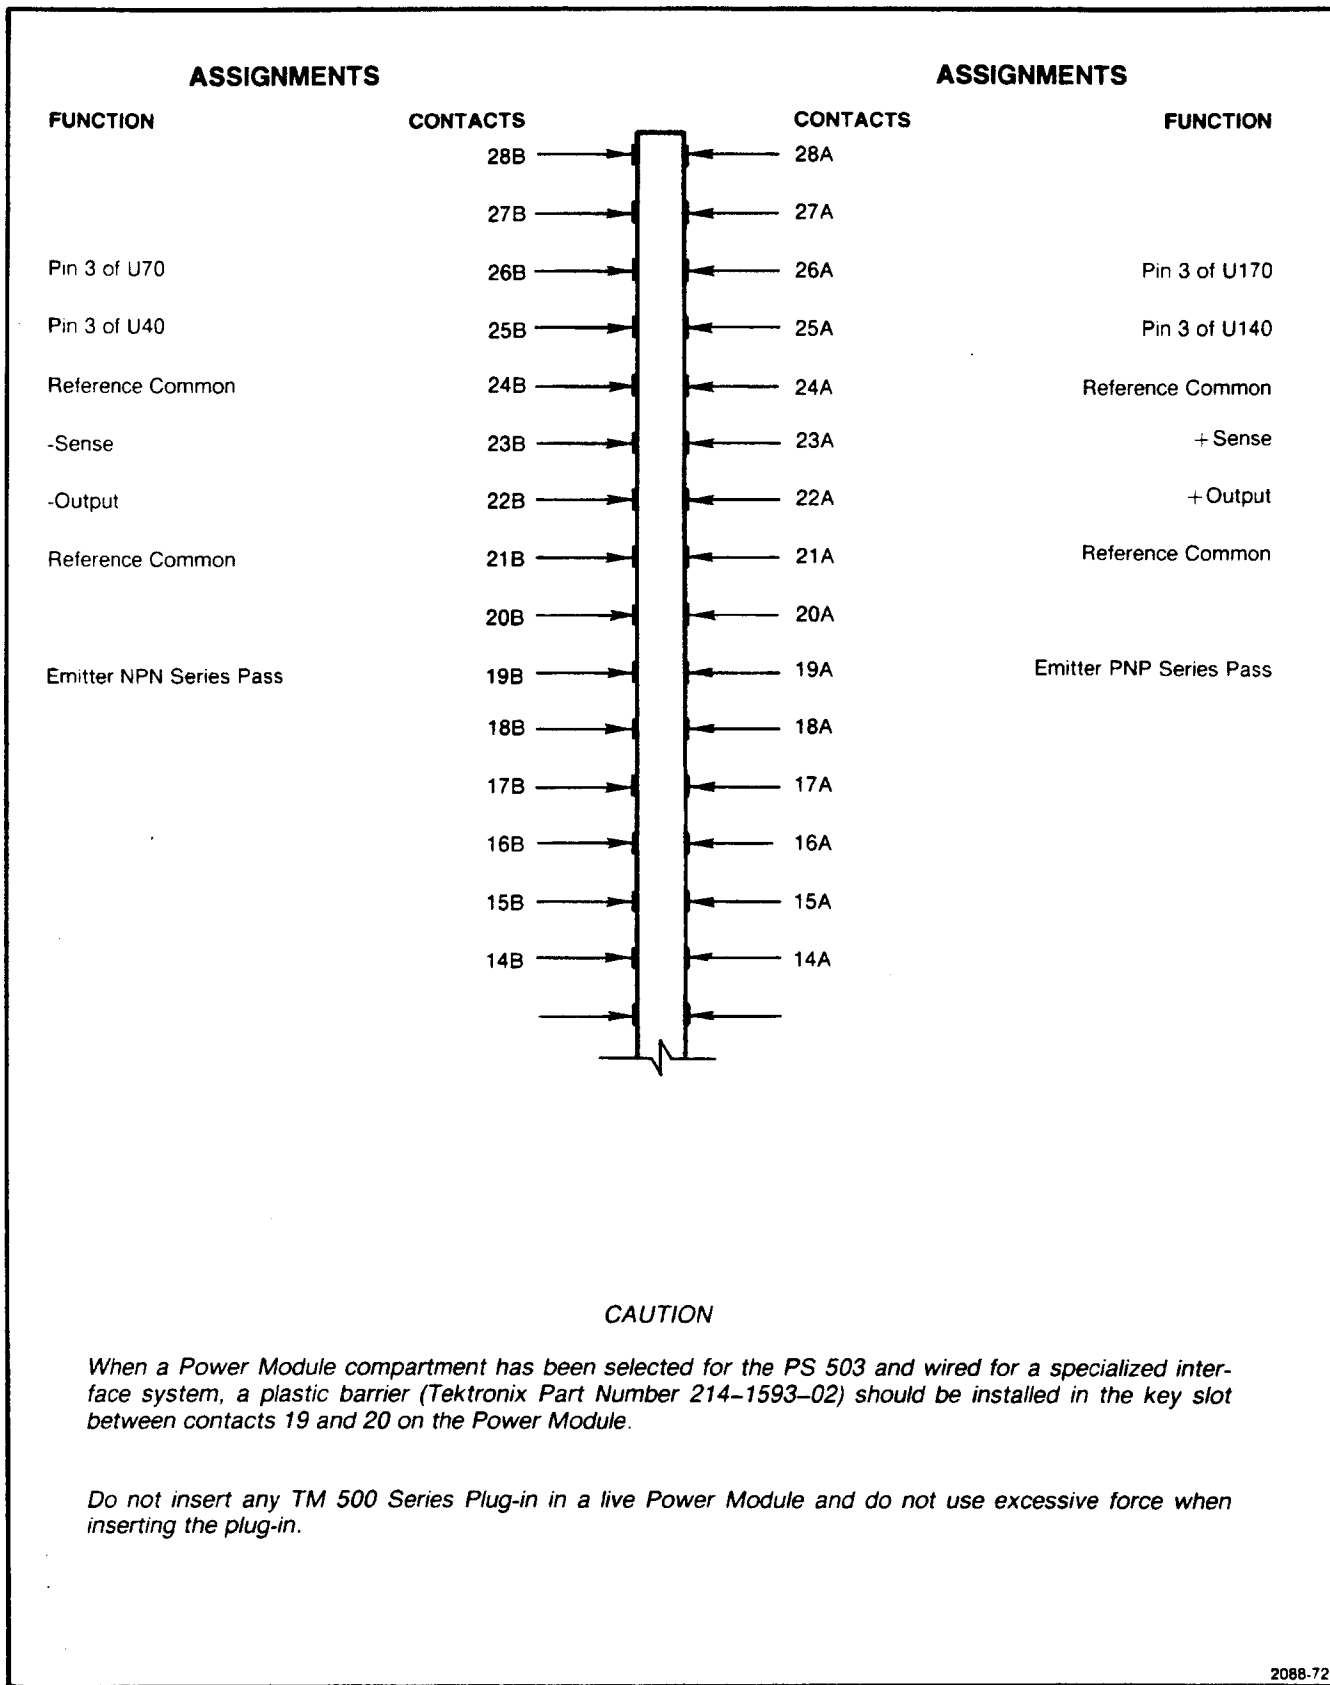 ASSIGNMENTS ASSIGNMENTS
FUNCTION CONTACTS CONTACTS FUNCTION
28B 28A
27B 27A
Pin 3 of U70 26B 26A Pin 3 of U170
Pin 3 of U40 25B 25A Pin 3 of U140
Reference Common 24B 24A Reference Common
-Sense 23B 23A +Sense
-Output 22B 22A +Output
Reference Common 21B 21A Reference Common
20B 20A
Emitter NPN Series Pass 19B 19A Emitter PNP Series Pass
18B 18A
17B 17A
16B 16A
15B 15A
14B 14A
CAUTION
When a Power Module compartment has been selected for the PS 503 and wired for a specialized inter-
face system, a plastic barrier (Tektronix Part Number 214–1593–02) should be installed in the key slot
between contacts 19 and 20 on the Power Module.
Do not insert any TM 500 Series Plug-in in a live Power Module and do not use excessive force when
inserting the plug-in.
2088-72